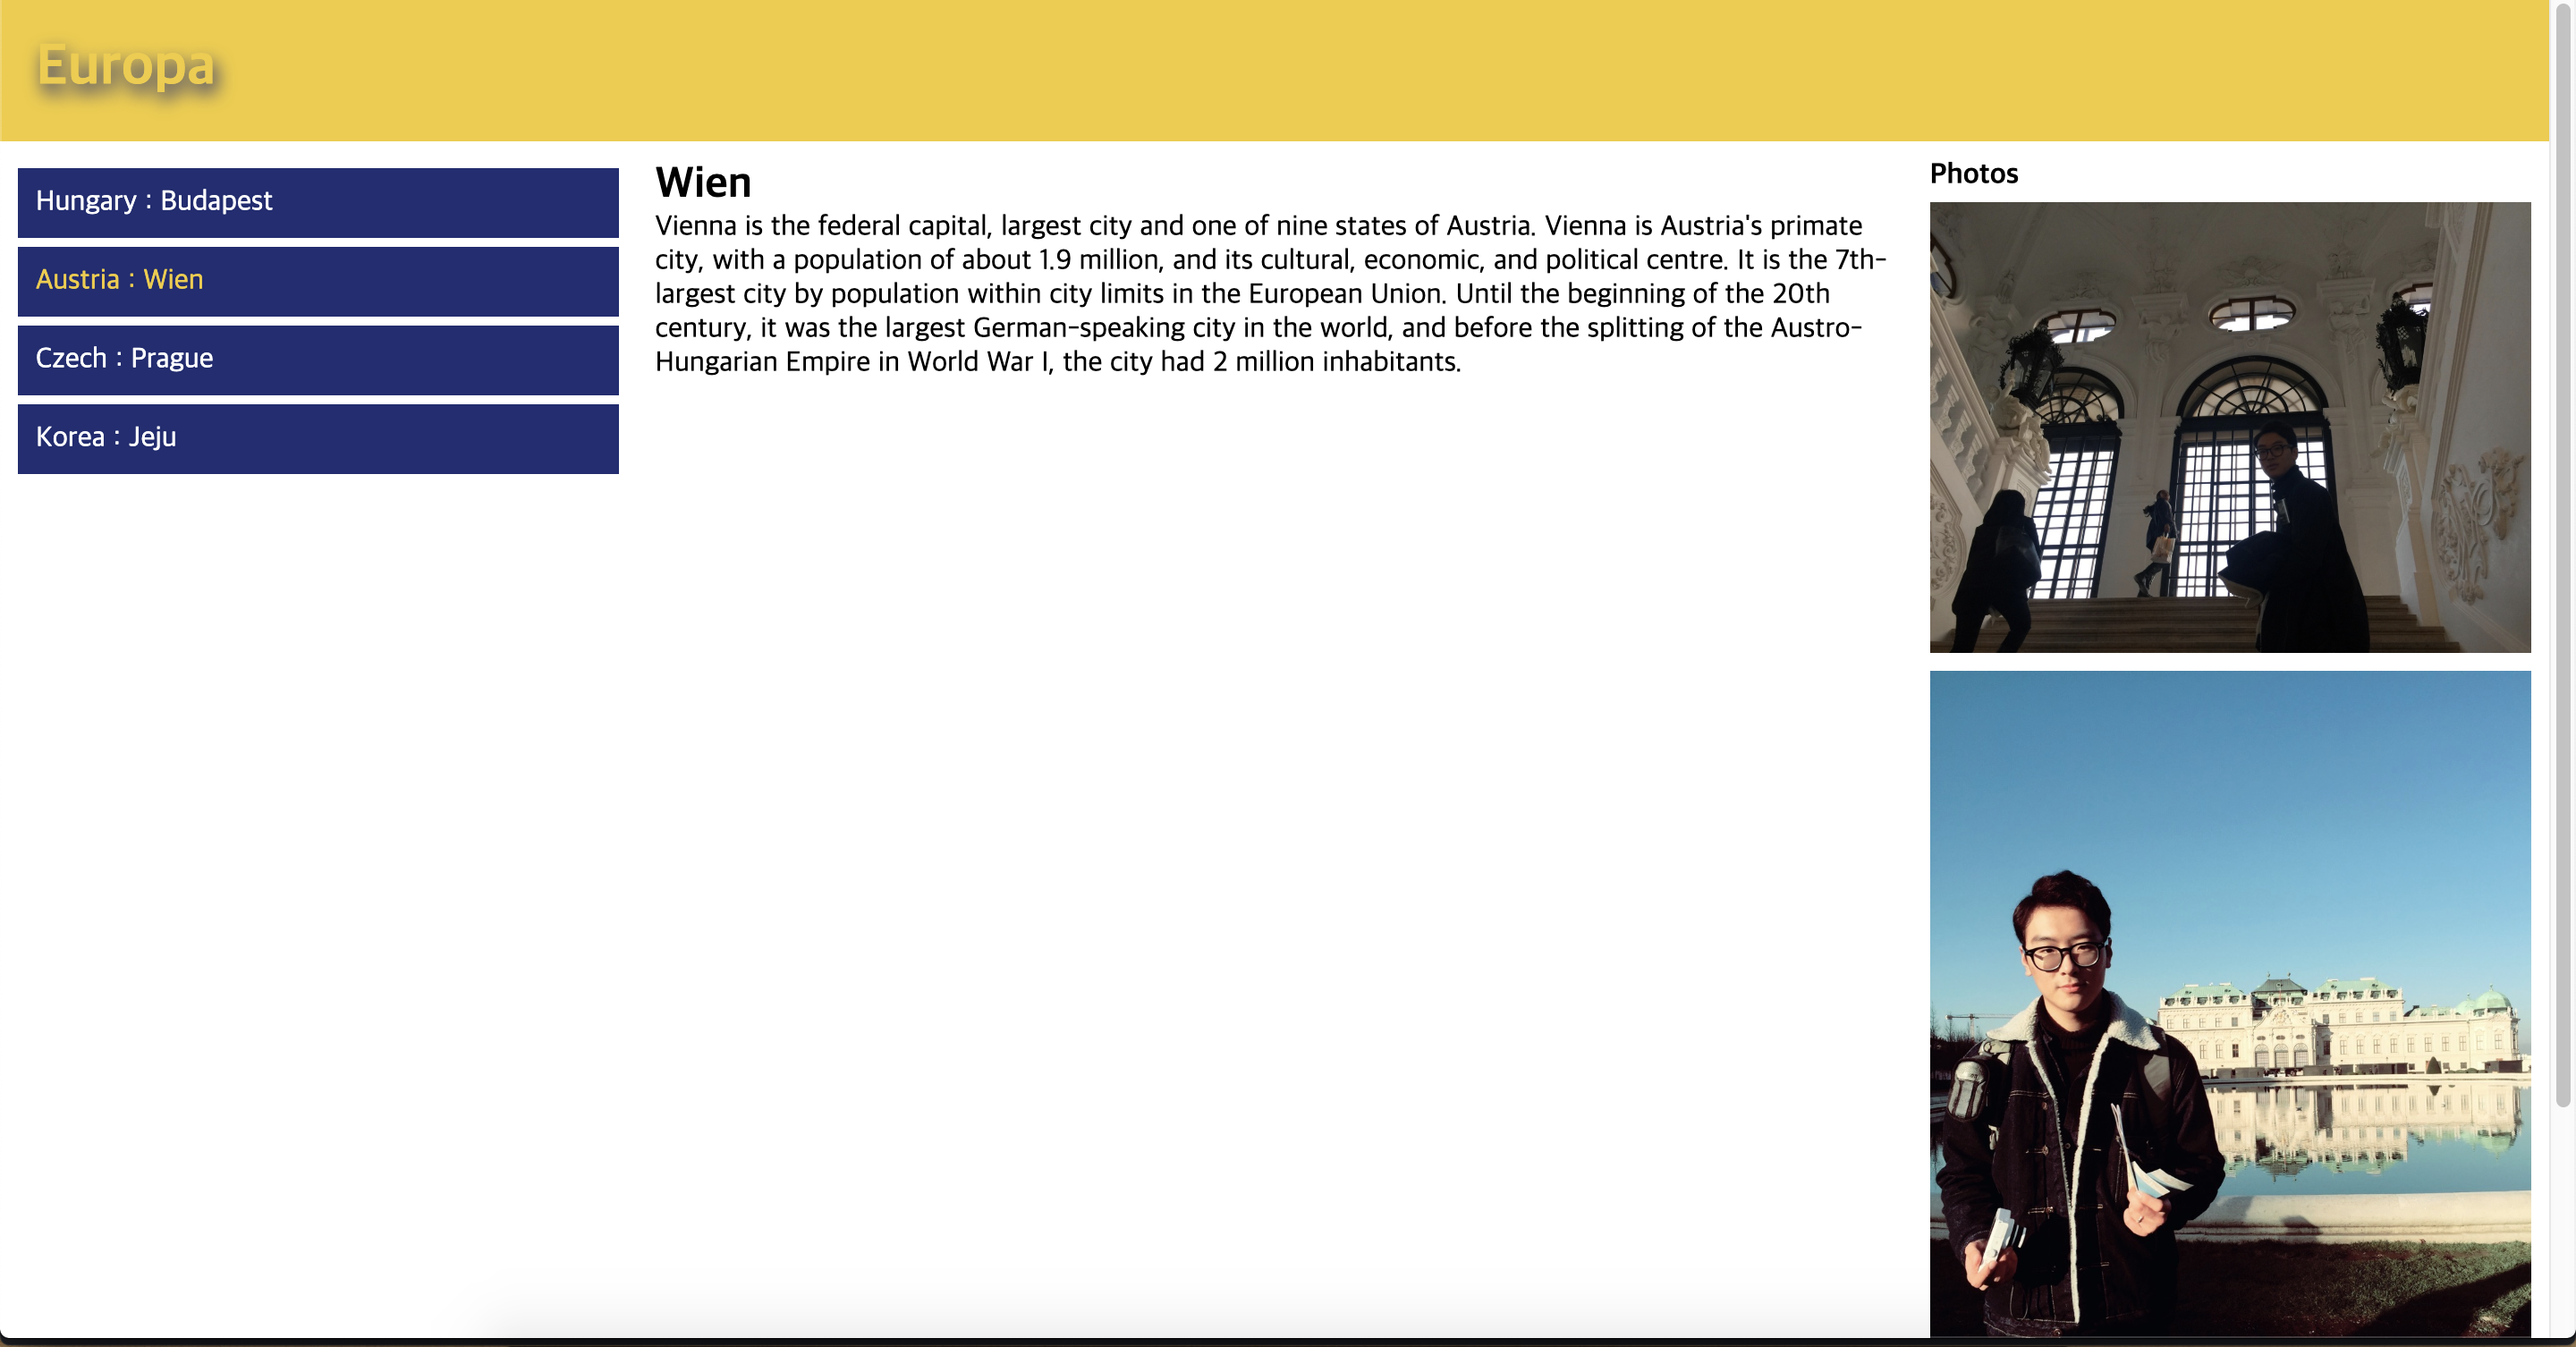 Europa
Hungary : Budapest
Austria : Wien
Czech : Prague
Korea : Jeju
Wien
Vienna is the federal capital, largest city and one of nine states of Austria. Vienna is Austria's primate
city, with a population of about 1.9 million, and its cultural, economic, and political centre. It is the 7th-
largest city by population within city limits in the European Union. Until the beginning of the 20th
century, it was the largest German-speaking city in the world, and before the splitting of the Austro-
Hungarian Empire in World War I, the city had 2 million inhabitants.
Photos